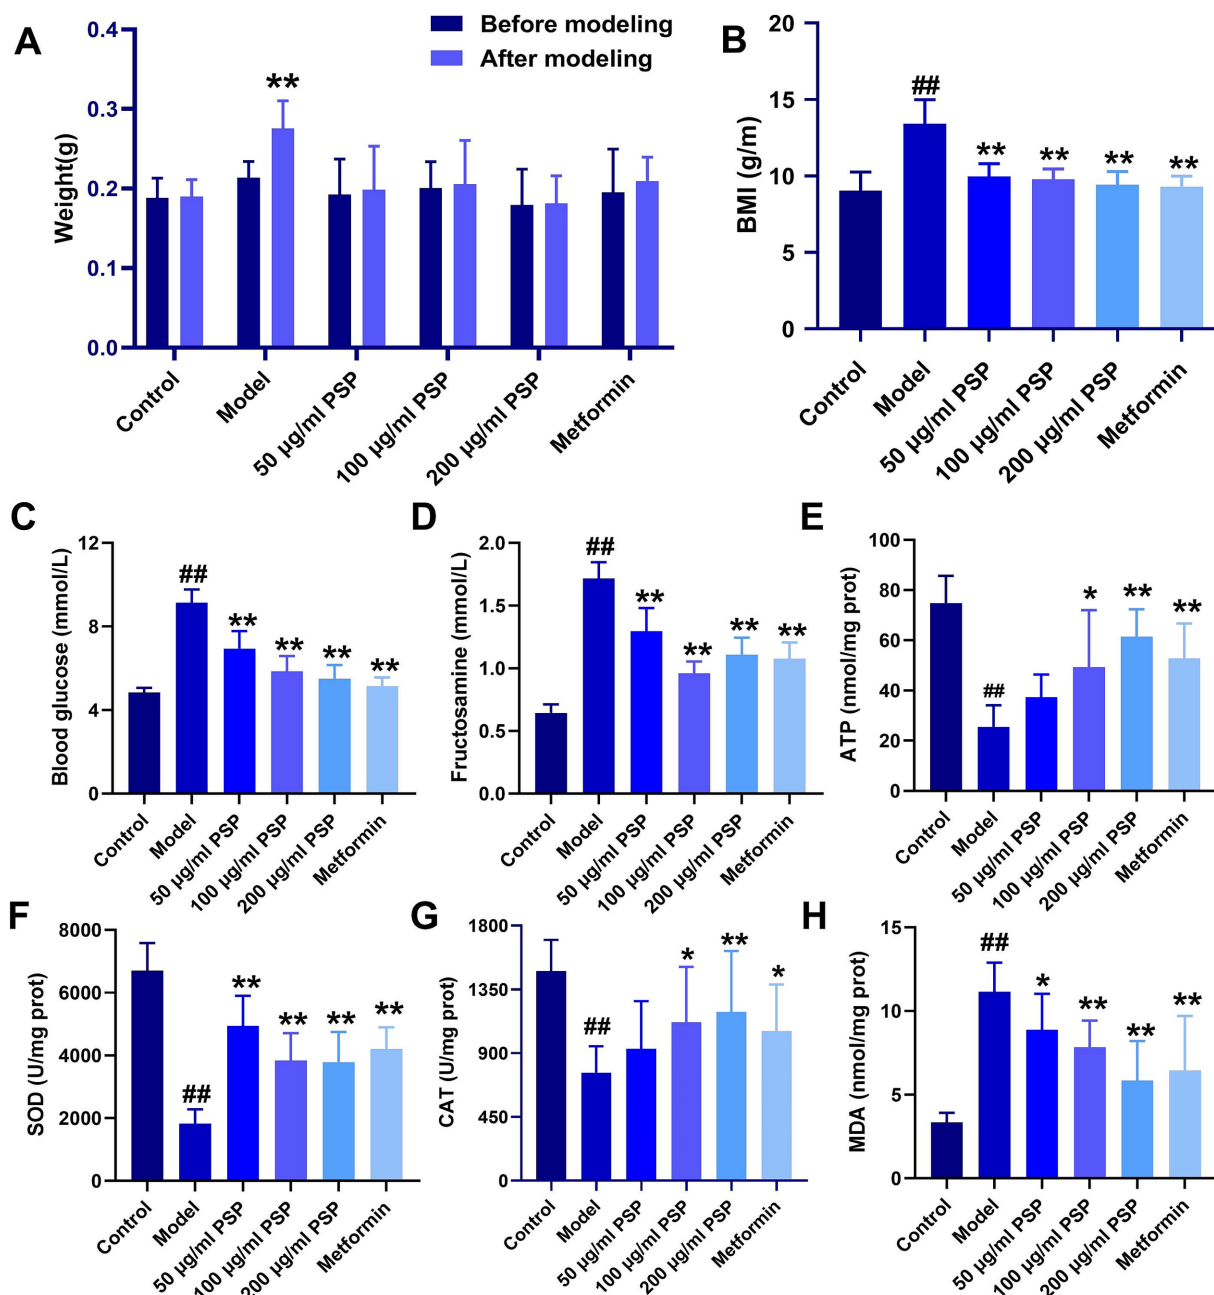 A
Before modeling
After modeling
Weight(g)
0.4
0.3
0.2
0.1
0.0
**
Control
Model
50 µg/ml PSP
100 µg/ml PSP
200 µg/ml PSP
Metformin
B
BMI (g/m)
20
15
10
5
0
##
**
**
**
**
Control
Model
50 µg/ml PSP
100 µg/ml PSP
200 µg/ml PSP
Metformin
C
Blood glucose (mmol/L)
12
8
4
0
##
**
**
**
**
Control
Model
50 µg/ml PSP
100 µg/ml PSP
200 µg/ml PSP
Metformin
D
Fructosamine (mmol/L)
2.0
1.5
1.0
0.5
0.0
##
**
**
**
**
Control
Model
50 µg/ml PSP
100 µg/ml PSP
200 µg/ml PSP
Metformin
E
ATP (nmol/mg prot)
100
80
60
40
20
0
##
*
**
**
Control
Model
50 µg/ml PSP
100 µg/ml PSP
200 µg/ml PSP
Metformin
F
SOD (U/mg prot)
8000
6000
4000
2000
0
##
**
**
**
**
Control
Model
50 µg/ml PSP
100 µg/ml PSP
200 µg/ml PSP
Metformin
G
CAT (U/mg prot)
1800
1350
900
450
0
##
*
**
*
Control
Model
50 µg/ml PSP
100 µg/ml PSP
200 µg/ml PSP
Metformin
H
MDA (nmol/mg prot)
15
10
5
0
##
*
**
**
**
Control
Model
50 µg/ml PSP
100 µg/ml PSP
200 µg/ml PSP
Metformin